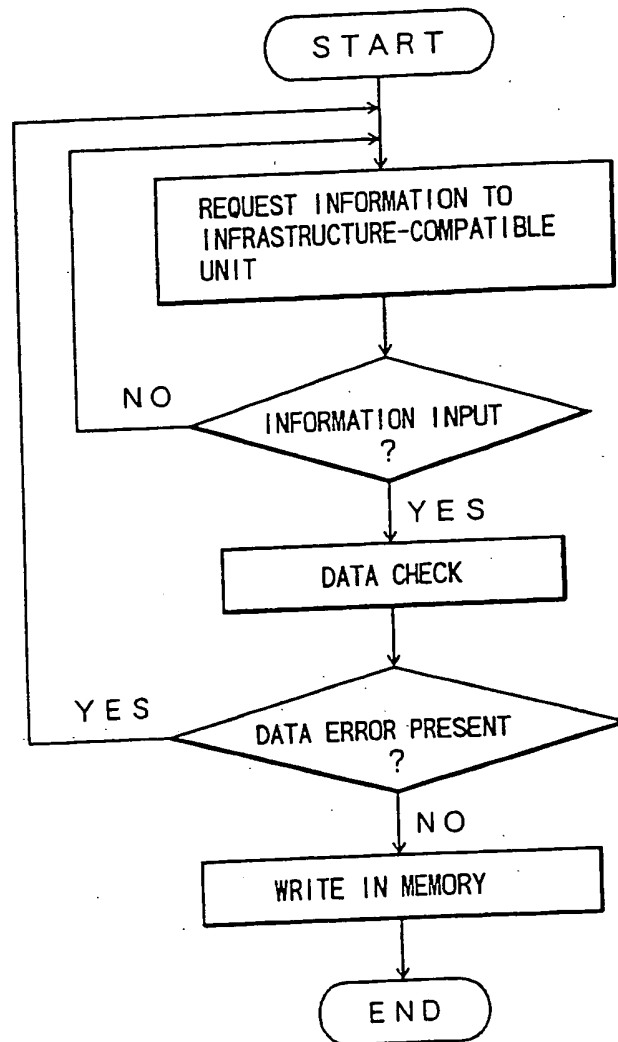 START
REQUEST INFORMATION TO
INFRASTRUCTURE-COMPATIBLE
UNIT
NO
INFORMATION INPUT
?
YES
DATA CHECK
YES
DATA ERROR PRESENT
?
NO
WRITE IN MEMORY
END